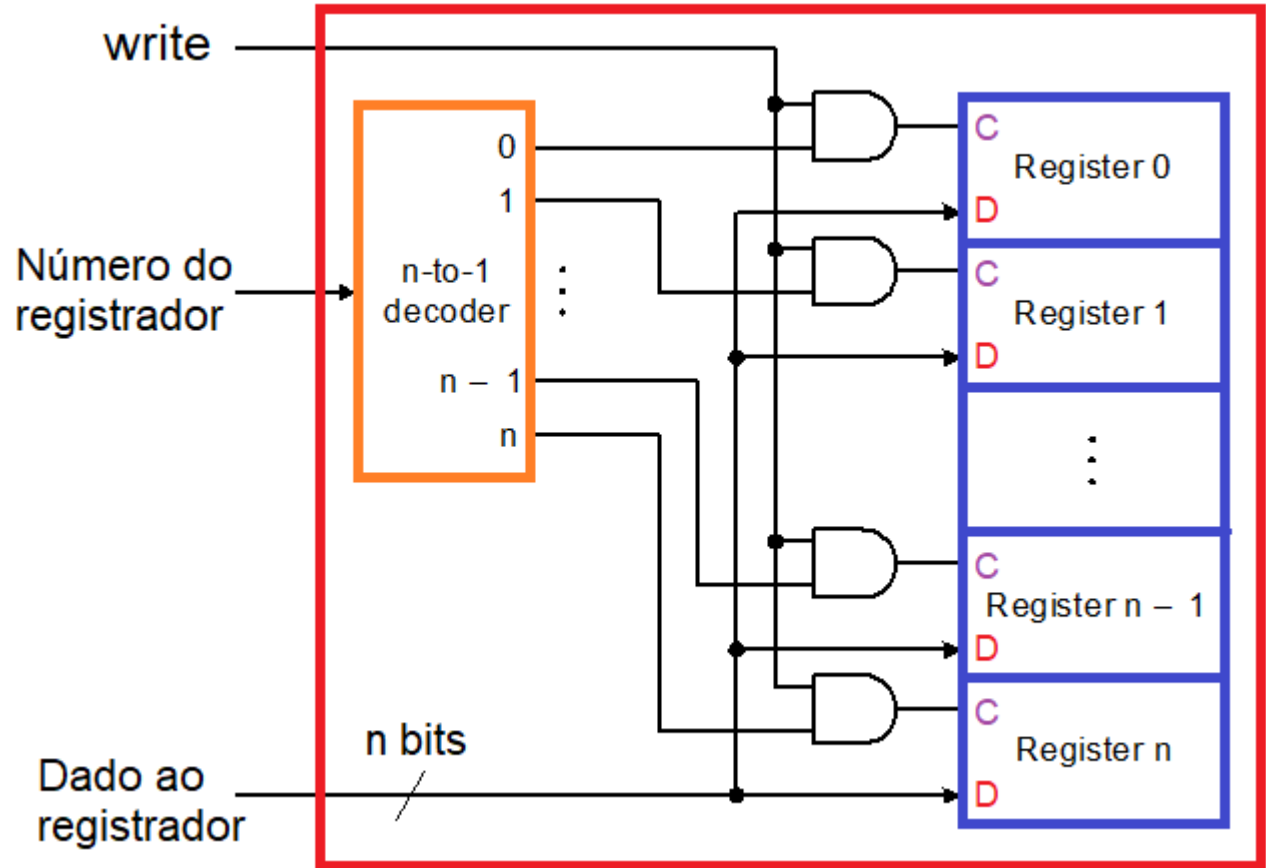 write
0
1
n-to-1
decoder
n – 1
n
Número do
registrador
n bits
Dado ao
registrador
C
Register 0
D
C
Register 1
D
C
Register n – 1
D
C
Register n
D